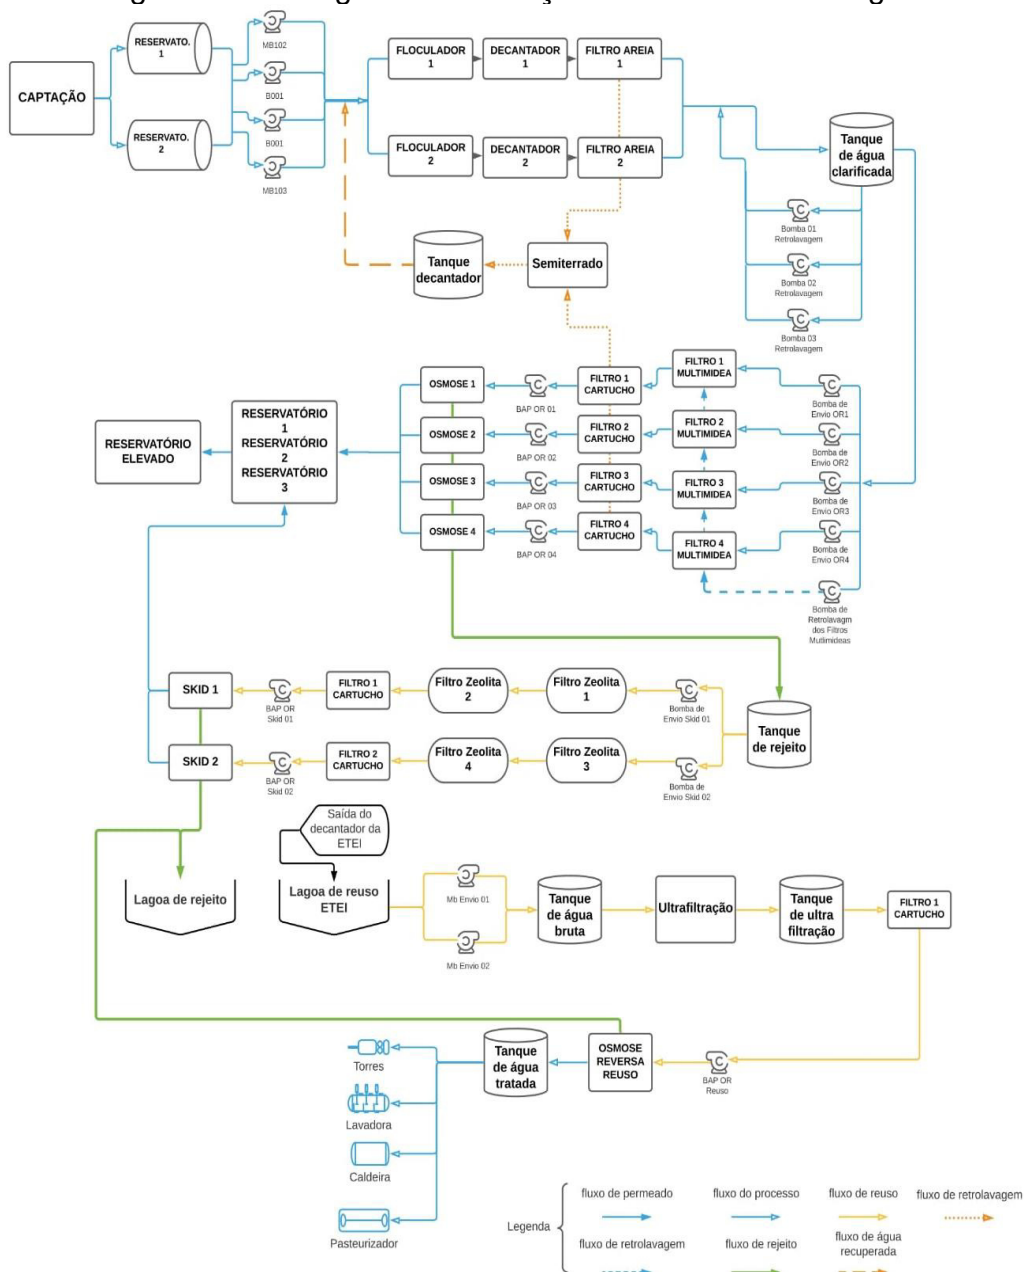 RESERVATO.
1
MB102
B001
CAPTAÇÃO
B001
RESERVATO.
2
MB103
FLOCULADOR
1
DECANTADOR
1
FILTRO AREIA
1
FLOCULADOR
2
DECANTADOR
2
FILTRO AREIA
2
Tanque
de água
clarificada
Bomba 01
Retrolavagem
Bomba 02
Retrolavagem
Bomba 03
Retrolavagem
Tanque
decantador
Semiterrado
OSMOSE 1
BAP OR 01
FILTRO 1
CARTUCHO
FILTRO 1
MULTIMIDEA
Bomba de
Envio OR1
OSMOSE 2
BAP OR 02
FILTRO 2
CARTUCHO
FILTRO 2
MULTIMIDEA
Bomba de
Envio OR2
OSMOSE 3
BAP OR 03
FILTRO 3
CARTUCHO
FILTRO 3
MULTIMIDEA
Bomba de
Envio OR3
OSMOSE 4
BAP OR 04
FILTRO 4
CARTUCHO
FILTRO 4
MULTIMIDEA
Bomba de
Envio OR4
Bomba de
Retrolavagm
dos Filtros
Mutlimideas
RESERVATÓRIO
1
RESERVATÓRIO
2
RESERVATÓRIO
3
RESERVATÓRIO
ELEVADO
SKID 1
BAP OR
Skid 01
FILTRO 1
CARTUCHO
Filtro Zeolita
2
Filtro Zeolita
1
Bomba de
Envio Skid 01
Tanque
de rejeito
SKID 2
BAP OR
Skid 02
FILTRO 2
CARTUCHO
Filtro Zeolita
4
Filtro Zeolita
3
Bomba de
Envio Skid 02
Saída do
decantador da
ETEI
Lagoa de rejeito
Lagoa de reuso
ETEI
Mb Envio 01
Mb Envio 02
Tanque
de água
bruta
Ultrafiltração
Tanque
de ultra
filtração
FILTRO 1
CARTUCHO
Torres
Lavadora
Caldeira
Pasteurizador
Tanque
de água
tratada
OSMOSE
REVERSA
REUSO
BAP OR
Reuso
Legenda
fluxo de permeado
fluxo do processo
fluxo de reuso
fluxo de retrolavagem
fluxo de retrolavagem
fluxo de rejeito
fluxo de água
recuperada